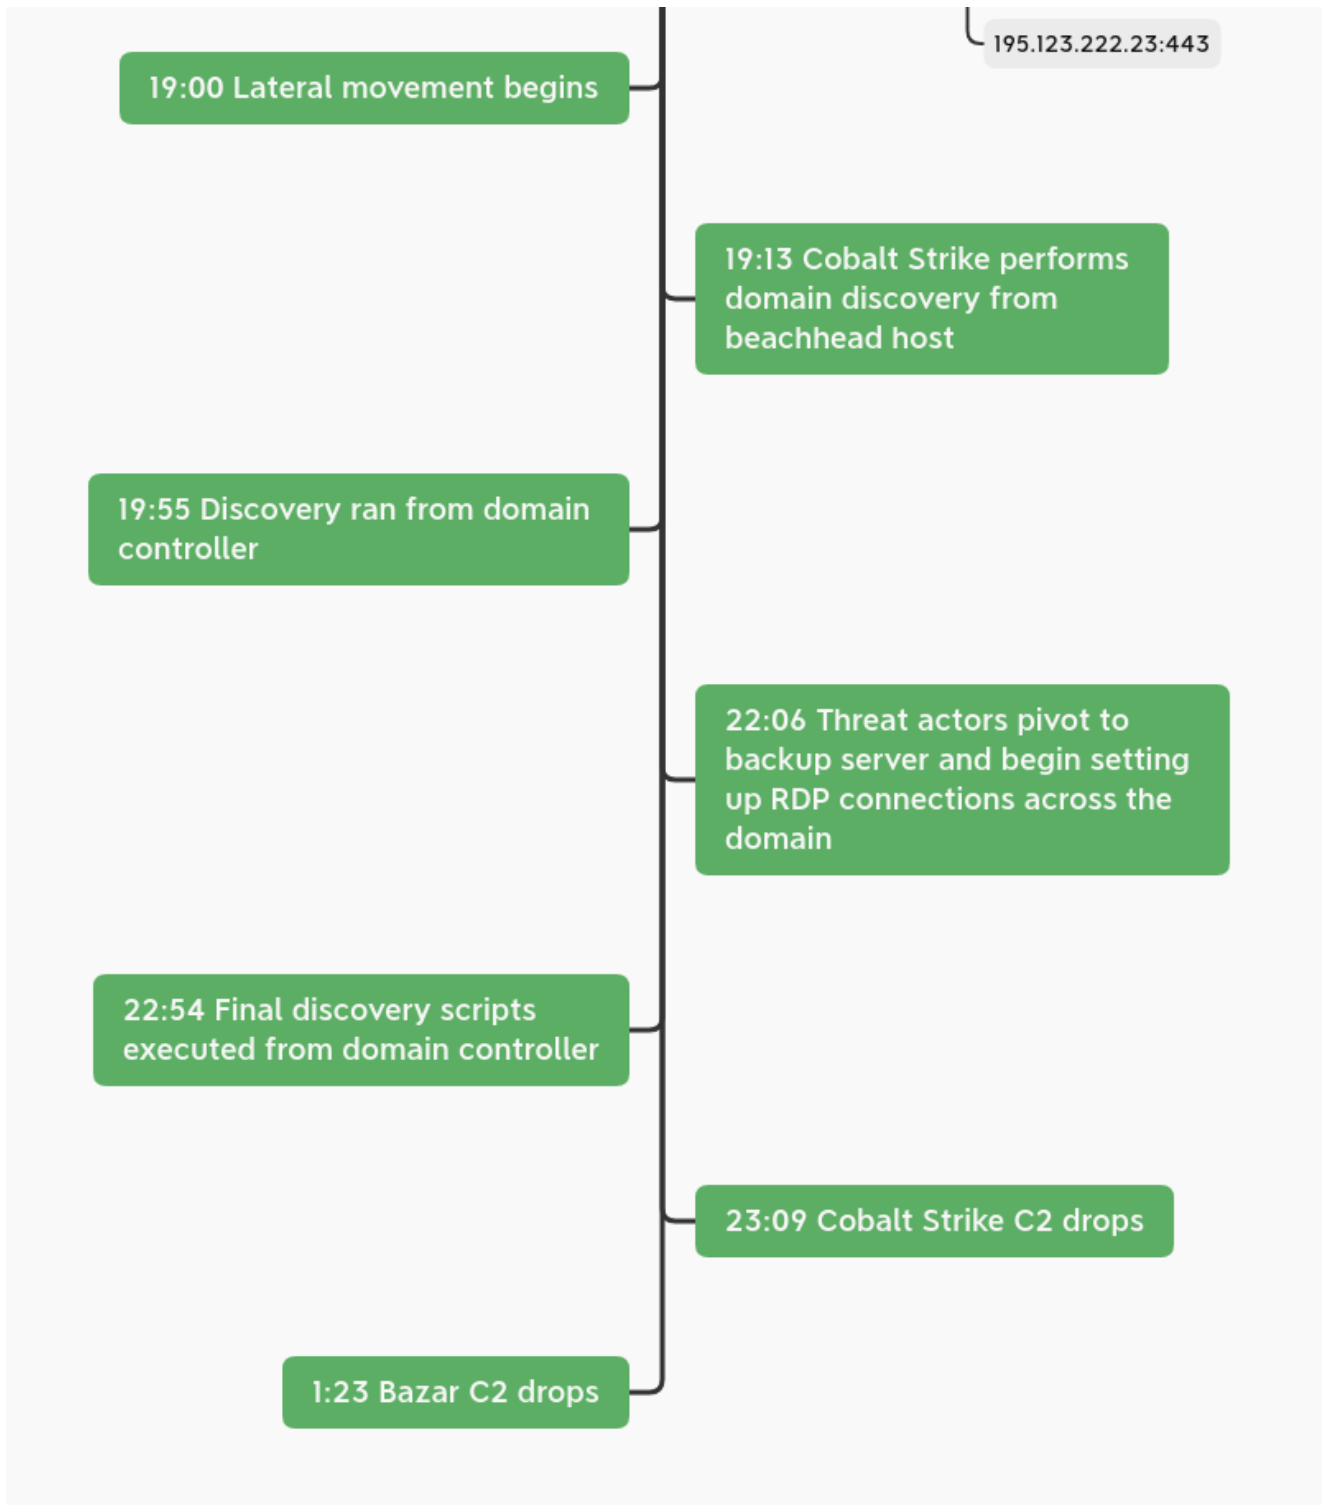 195.123.222.23:443
19:00 Lateral movement begins
19:13 Cobalt Strike performs
domain discovery from
beachhead host
19:55 Discovery ran from domain
controller
22:06 Threat actors pivot to
backup server and begin setting
up RDP connections across the
domain
22:54 Final discovery scripts
executed from domain controller
23:09 Cobalt Strike C2 drops
1:23 Bazar C2 drops